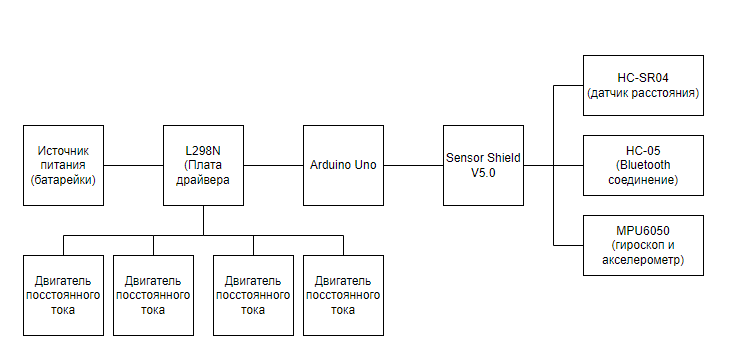 HC-SR04
(датчик расстояния)
Источник
питания
(батарейки)
L298N
(Плата
драйвера
Arduino Uno
Sensor Shield
V5.0
HC-05
(Bluetooth
соединение)
MPU6050
(гироскоп и
акселерометр)
Двигатель
посстоянного
тока
Двигатель
посстоянного
тока
Двигатель
посстоянного
тока
Двигатель
посстоянного
тока